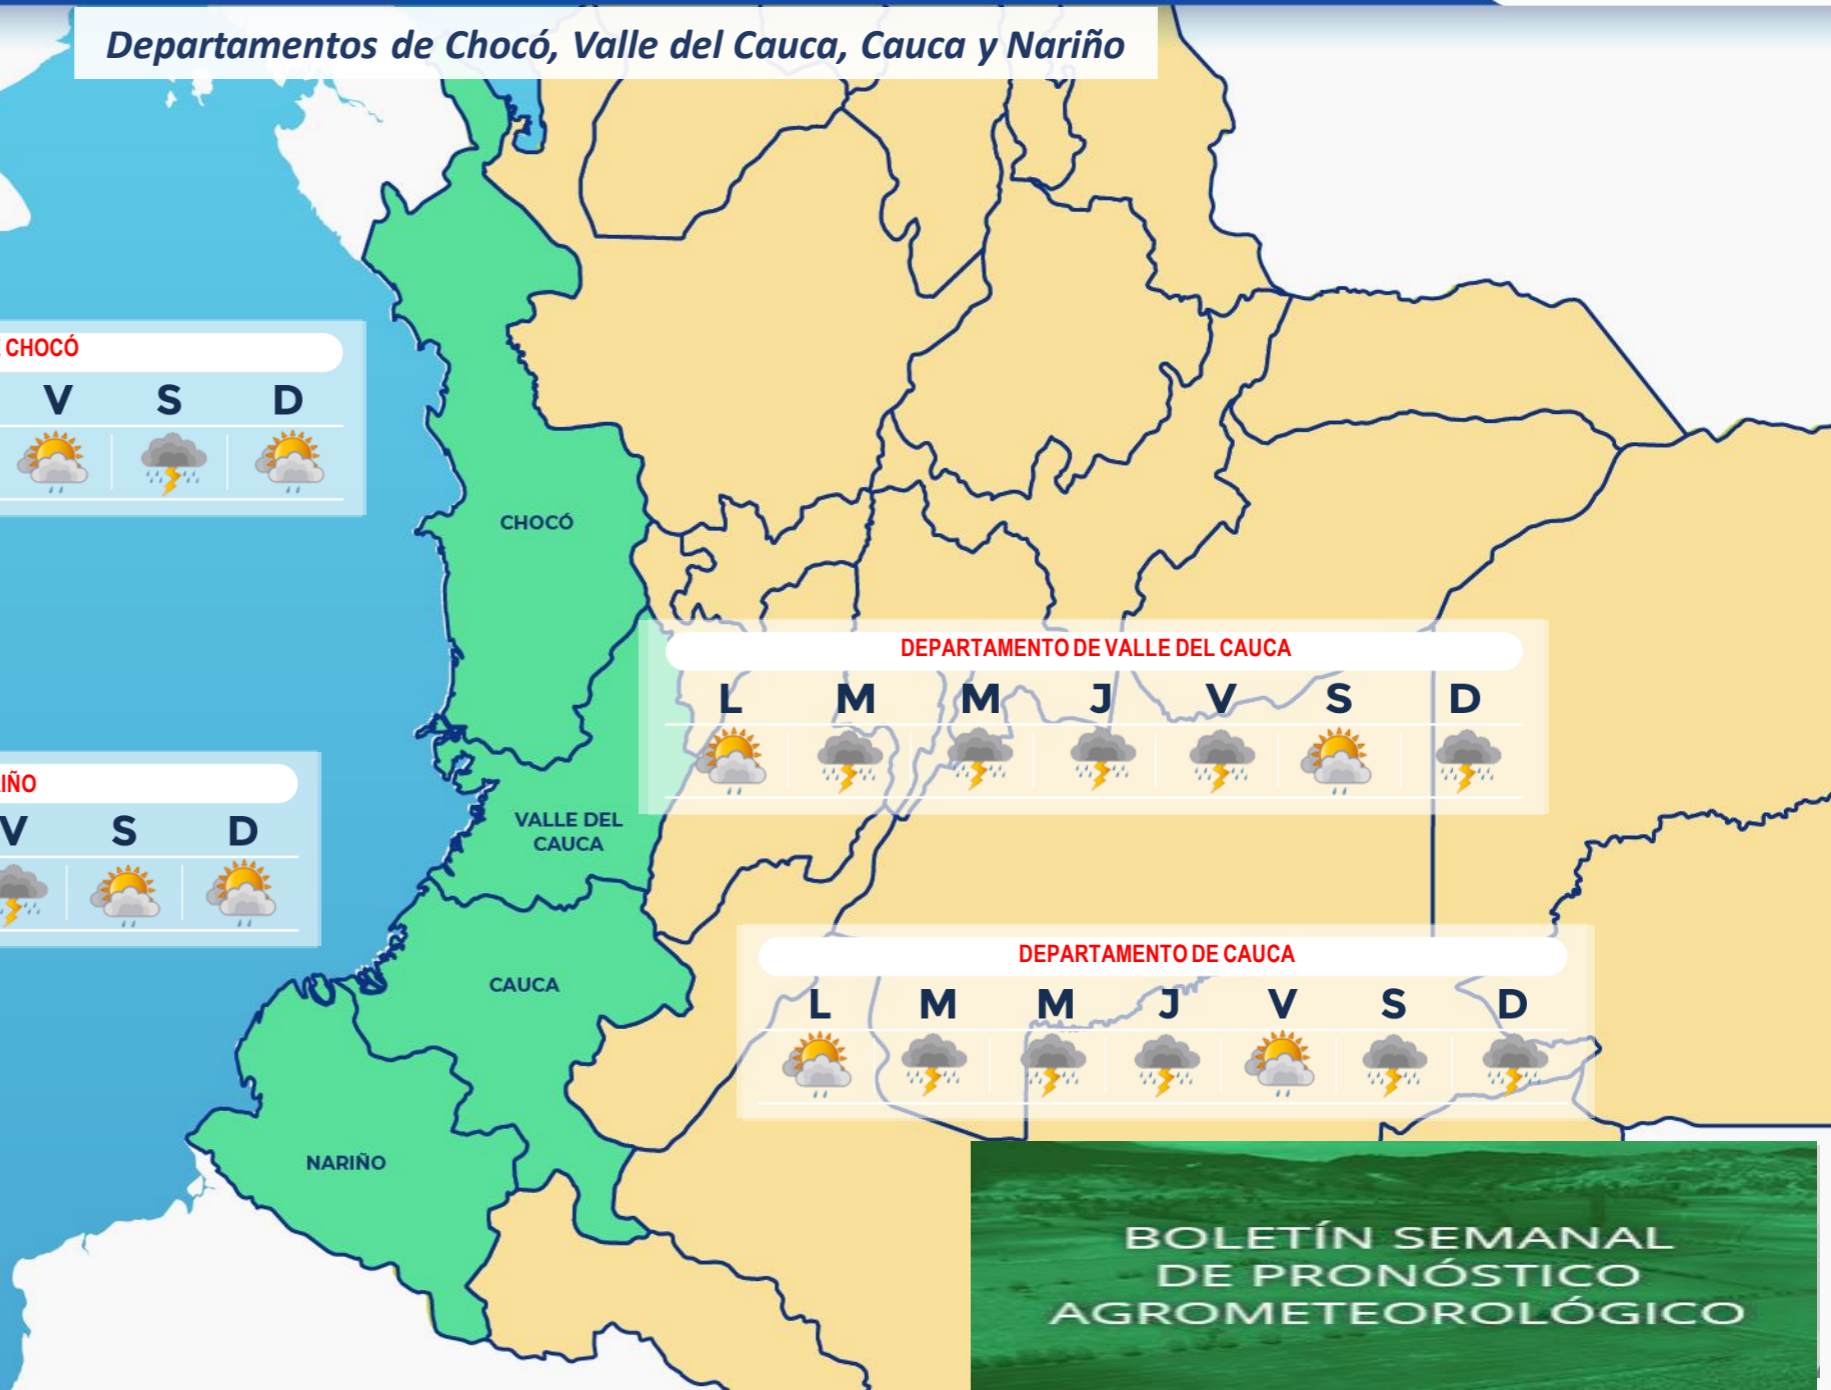 Departamentos de Chocó, Valle del Cauca, Cauca y Nariño
CHOCÓ
V S D
CHOCÓ
DEPARTAMENTO DE VALLE DEL CAUCA
L M M J V S D
V S D
VALLE DEL
CAUCA
DEPARTAMENTO DE CAUCA
L M M J V S D
CAUCA
NARIÑO
BOLETÍN SEMANAL
DE PRONÓSTICO
AGROMETEOROLÓGICO